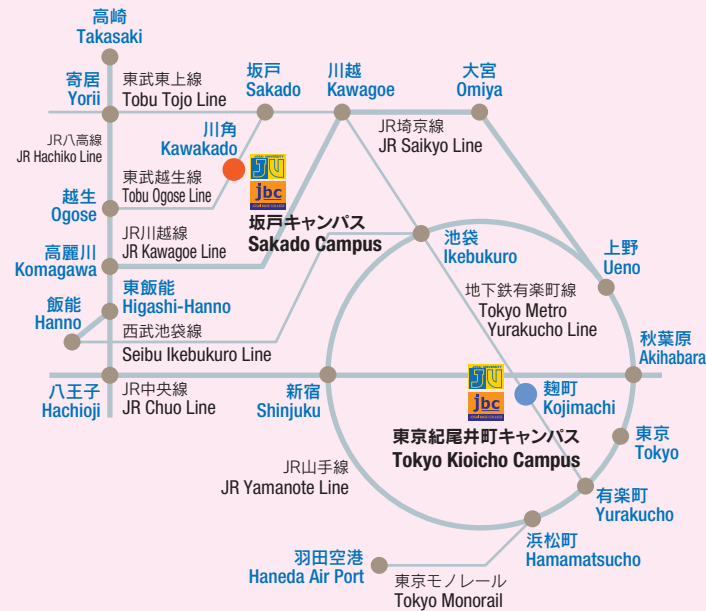 高崎
Takasaki
寄居
Yorii
東武東上線
Tobu Tojo Line
坂戸
Sakado
川越
Kawagoe
大宮
Omiya
JR八高線
JR Hachiko Line
川角
Kawakado
JR埼京線
JR Saikyo Line
越生
Ogose
東武越生線
Tobu Ogose Line
JU
jbc
坂戸キャンパス
Sakado Campus
高麗川
Komagawa
JR川越線
JR Kawagoe Line
池袋
Ikebukuro
上野
Ueno
飯能
Hanno
東飯能
Higashi-Hanno
西武池袋線
Seibu Ikebukuro Line
地下鉄有楽町線
Tokyo Metro
Yurakucho Line
秋葉原
Akihabara
八王子
Hachioji
JR中央線
JR Chuo Line
新宿
Shinjuku
JU
jbc
麹町
Kojimachi
東京紀尾井町キャンパス
Tokyo Kioicho Campus
東京
Tokyo
JR山手線
JR Yamanote Line
有楽町
Yurakucho
浜松町
Hamamatsucho
羽田空港
Haneda Air Port
東京モノレール
Tokyo Monorail